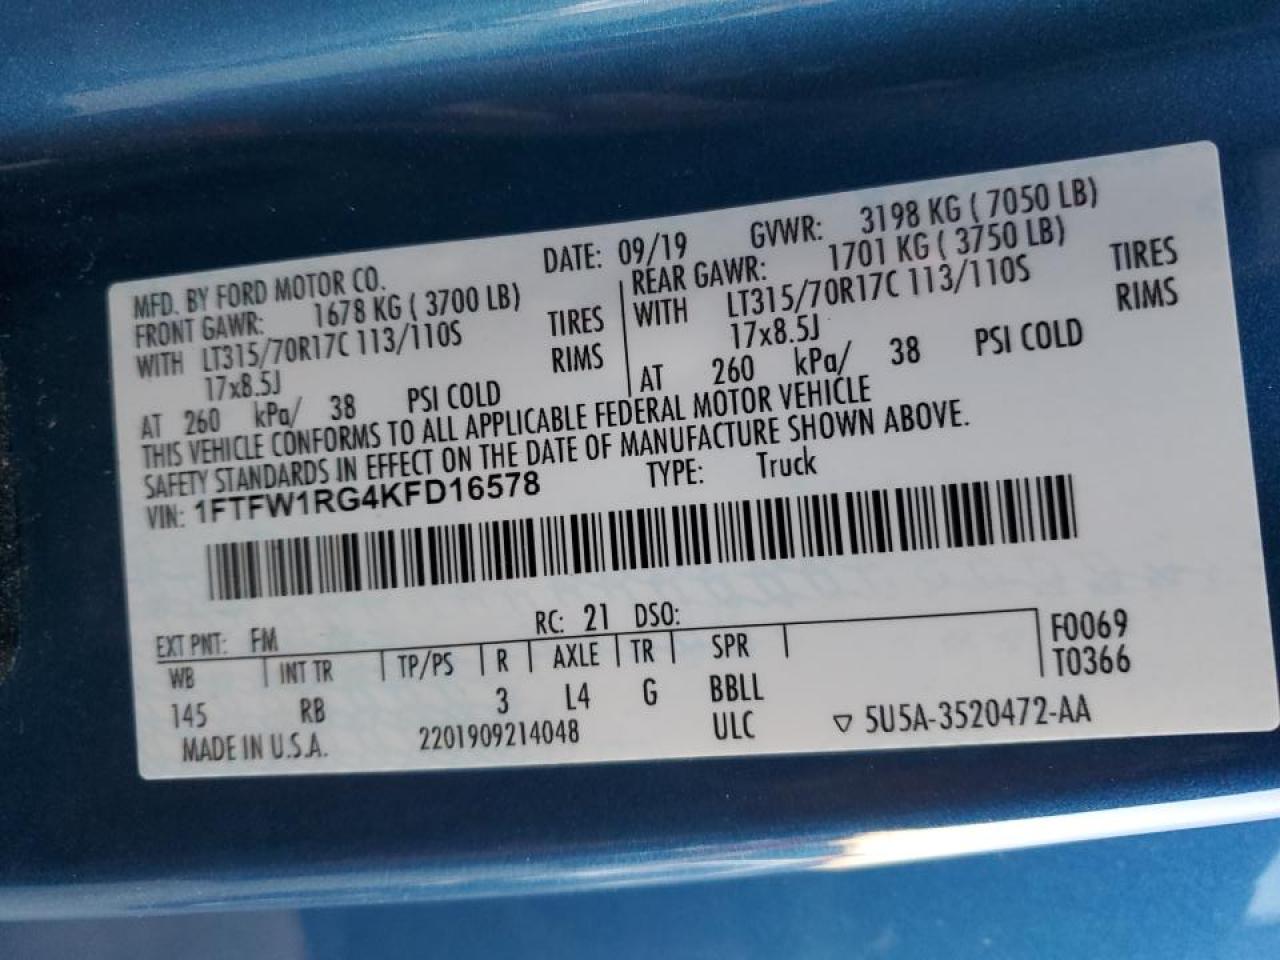 MFD. BY FORD MOTOR CO. DATE: 09/19 GVWR: 3198 KG ( 7050 LB)
FRONT GAWR: 1678 KG ( 3700 LB) REAR GAWR: 1701 KG ( 3750 LB)
WITH LT315/70R17C 113/110S TIRES WITH LT315/70R17C 113/110S TIRES
17x8.5J RIMS 17x8.5J RIMS
AT 260 kPa/ 38 PSI COLD AT 260 kPa/ 38 PSI COLD
THIS VEHICLE CONFORMS TO ALL APPLICABLE FEDERAL MOTOR VEHICLE
SAFETY STANDARDS IN EFFECT ON THE DATE OF MANUFACTURE SHOWN ABOVE.
VIN: 1FTFW1RG4KFD16578 TYPE: Truck
EXT PNT: FM RC: 21 DSO: F0069
WB INT TR TP/PS R AXLE TR SPR T0366
145 RB 3 L4 G BBLL
MADE IN U.S.A. 2201909214048 ULC ▽ 5U5A-3520472-AA